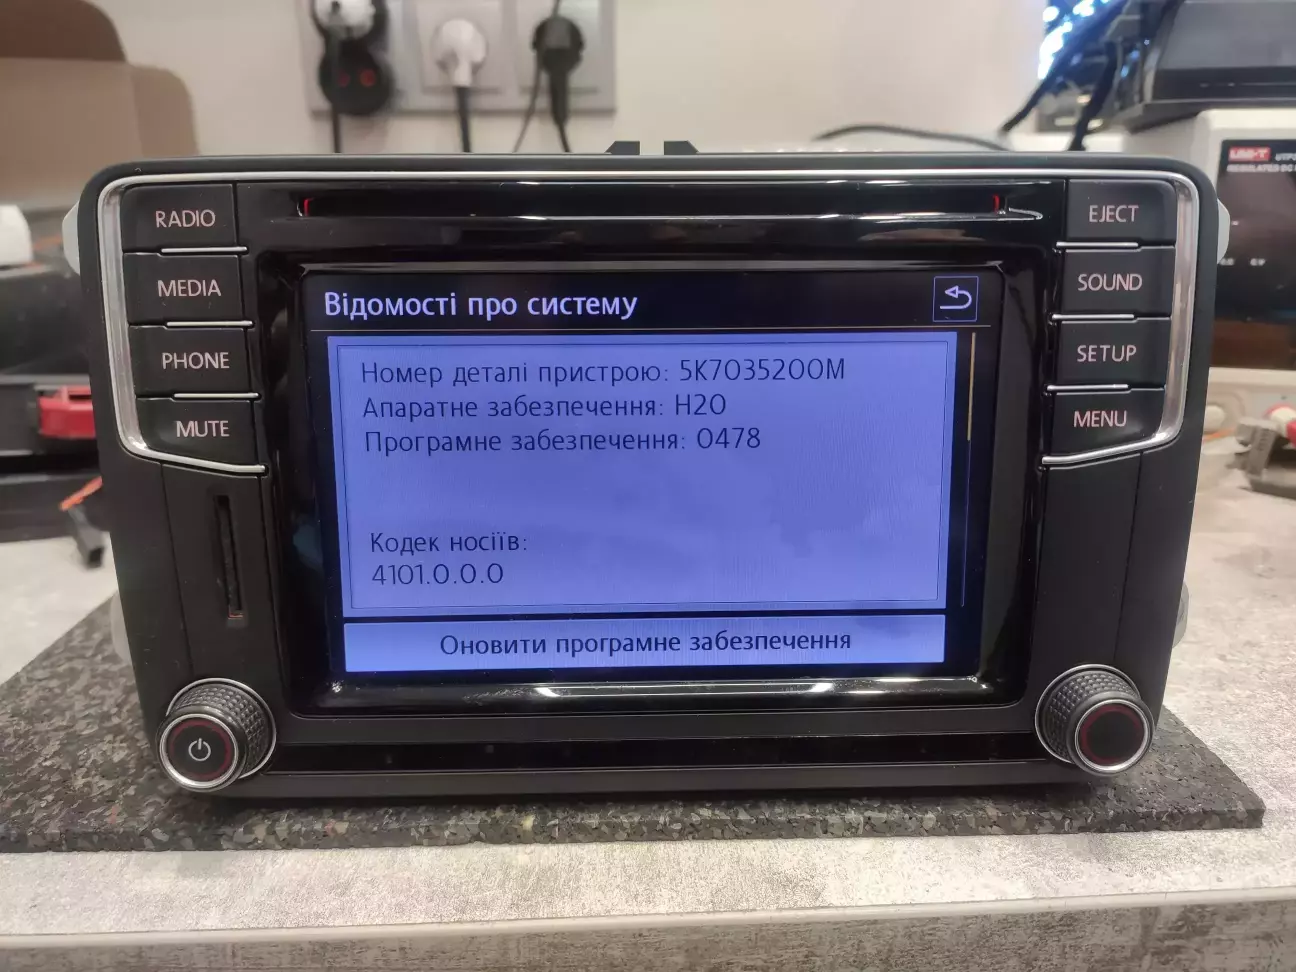 RADIO
MEDIA
PHONE
MUTE
EJECT
SOUND
SETUP
MENU
Відомості про систему
Номер деталі пристрою: 5K7035200M
Апаратне забезпечення: H20
Програмне забезпечення: 0478
Кодек носіїв:
4101.0.0.0
Оновити програмне забезпечення
UNI-T